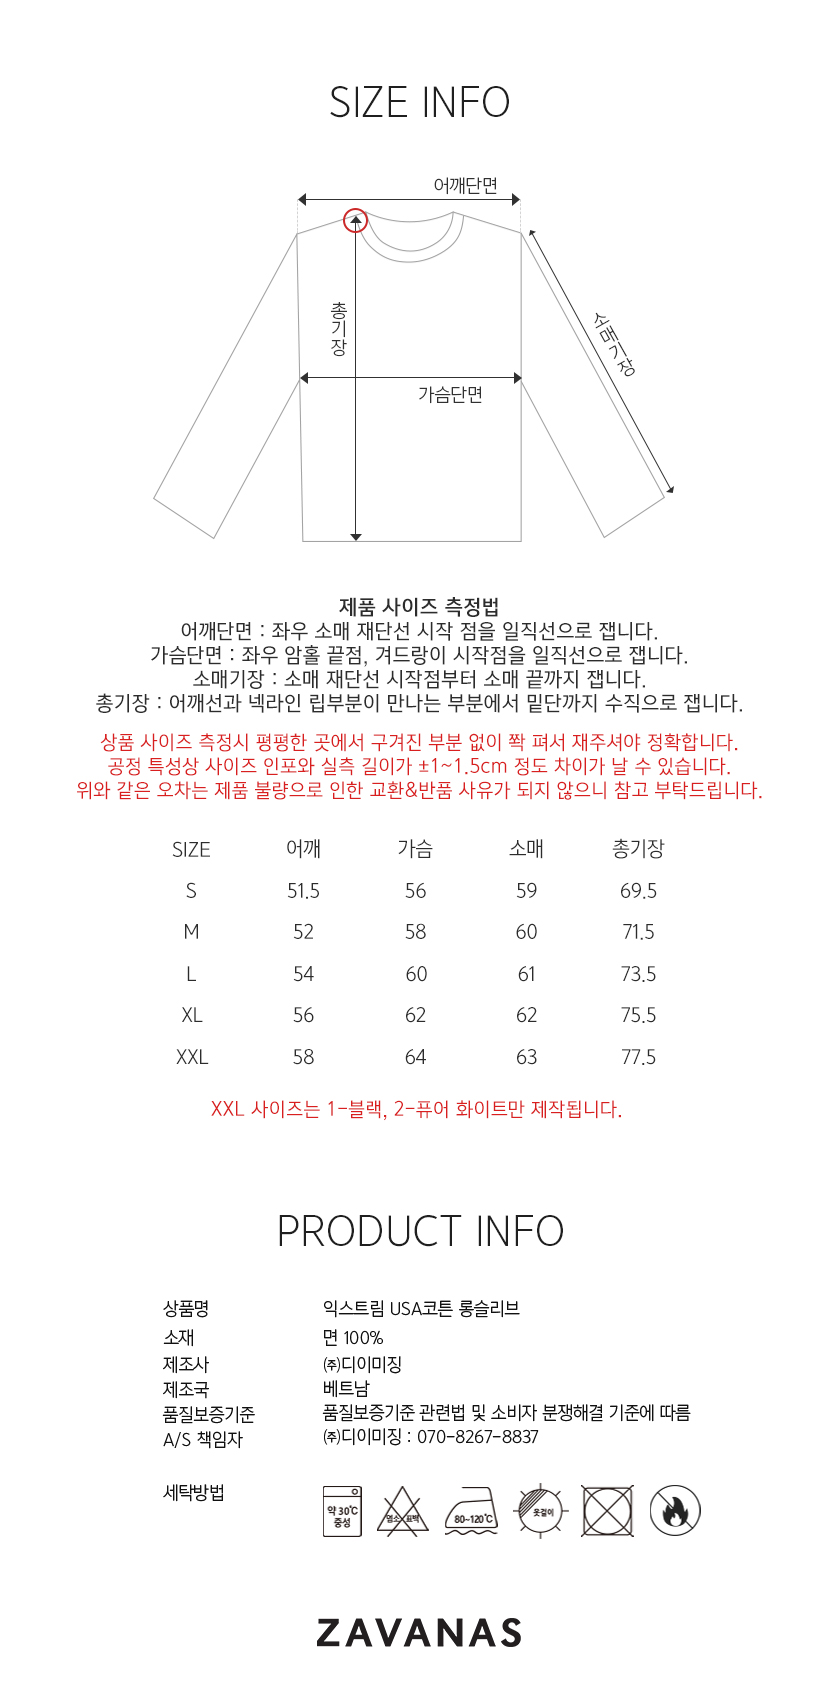 SIZE INFO
어깨단면
총기장
소매기장
가슴단면
제품 사이즈 측정법
어깨단면 : 좌우 소매 재단선 시작 점을 일직선으로 잽니다.
가슴단면 : 좌우 암홀 끝점, 겨드랑이 시작점을 일직선으로 잽니다.
소매기장 : 소매 재단선 시작점부터 소매 끝까지 잽니다.
총기장 : 어깨선과 넥라인 립부분이 만나는 부분에서 밑단까지 수직으로 잽니다.
상품 사이즈 측정시 평평한 곳에서 구겨진 부분 없이 쫙 펴서 재주셔야 정확합니다.
공정 특성상 사이즈 인포와 실측 길이가 ±1~1.5cm 정도 차이가 날 수 있습니다.
위와 같은 오차는 제품 불량으로 인한 교환&반품 사유가 되지 않으니 참고 부탁드립니다.
SIZE 어깨 가슴 소매 총기장
S 51.5 56 59 69.5
M 52 58 60 71.5
L 54 60 61 73.5
XL 56 62 62 75.5
XXL 58 64 63 77.5
XXL 사이즈는 1-블랙, 2-퓨어 화이트만 제작됩니다.
PRODUCT INFO
상품명 익스트림 USA코튼 롱슬리브
소재 면 100%
제조사 ㈜디이미징
제조국 베트남
품질보증기준 품질보증기준 관련법 및 소비자 분쟁해결 기준에 따름
A/S 책임자 ㈜디이미징 : 070-8267-8837
세탁방법
약 30℃
중성
염소 표백
80~120℃
옷걸이
ZAVANAS